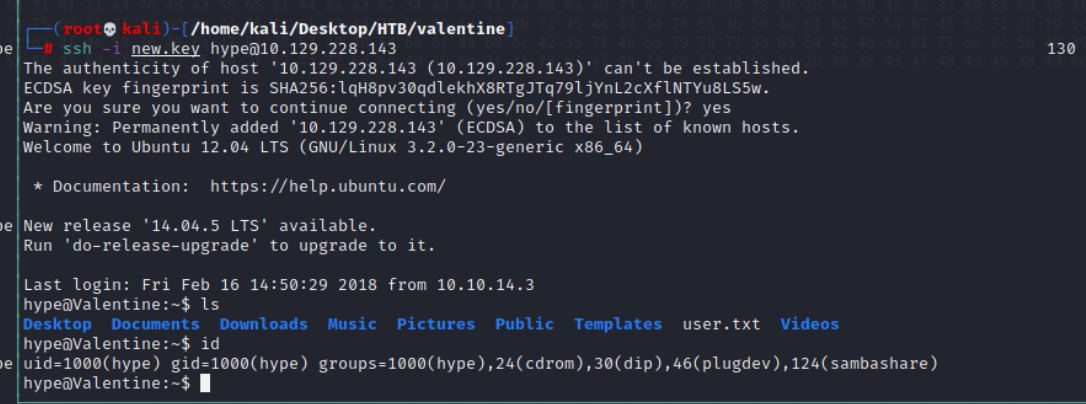 ┌──(root💀kali)-[/home/kali/Desktop/HTB/valentine]
└─# ssh -i new.key hype@10.129.228.143 130
The authenticity of host '10.129.228.143 (10.129.228.143)' can't be established.
ECDSA key fingerprint is SHA256:lqH8pv30qdlekhX8RTgJTq79ljYnL2cXflNTYu8LS5w.
Are you sure you want to continue connecting (yes/no/[fingerprint])? yes
Warning: Permanently added '10.129.228.143' (ECDSA) to the list of known hosts.
Welcome to Ubuntu 12.04 LTS (GNU/Linux 3.2.0-23-generic x86_64)
 * Documentation:  https://help.ubuntu.com/
New release '14.04.5 LTS' available.
Run 'do-release-upgrade' to upgrade to it.
Last login: Fri Feb 16 14:50:29 2018 from 10.10.14.3
hype@Valentine:~$ ls
Desktop  Documents  Downloads  Music  Pictures  Public  Templates  user.txt  Videos
hype@Valentine:~$ id
uid=1000(hype) gid=1000(hype) groups=1000(hype),24(cdrom),30(dip),46(plugdev),124(sambashare)
hype@Valentine:~$